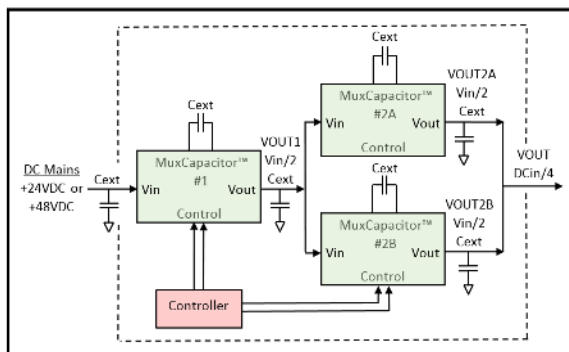 Cext
MuxCapacitor™
#2A
Vin
Vout
Control
VOUT2A
Vin/2
Cext
Cext
MuxCapacitor™
#1
Vin
Vout
Control
VOUT1
Vin/2
Cext
DC Mains
+24VDC or
+48VDC
Cext
VOUT
DCin/4
Cext
MuxCapacitor™
#2B
Vin
Vout
Control
VOUT2B
Vin/2
Cext
Controller